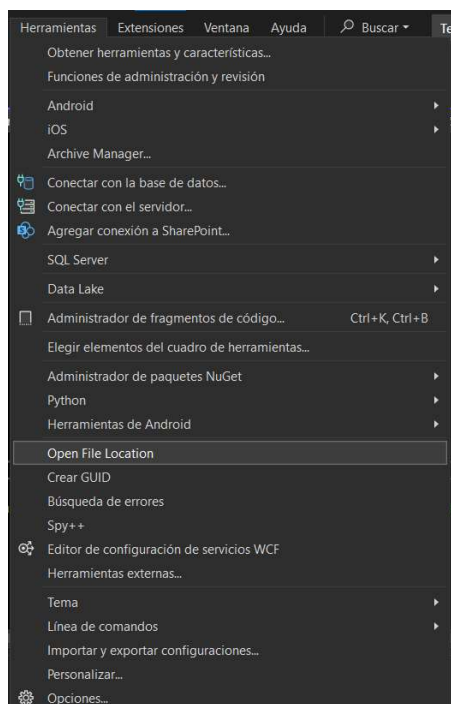 Herramientas Extensiones Ventana Ayuda Buscar Te
Obtener herramientas y características...
Funciones de administración y revisión
Android
iOS
Archive Manager...
Conectar con la base de datos...
Conectar con el servidor...
Agregar conexión a SharePoint...
SQL Server
Data Lake
Administrador de fragmentos de código... Ctrl+K, Ctrl+B
Elegir elementos del cuadro de herramientas...
Administrador de paquetes NuGet
Python
Herramientas de Android
Open File Location
Crear GUID
Búsqueda de errores
Spy++
Editor de configuración de servicios WCF
Herramientas externas...
Tema
Línea de comandos
Importar y exportar configuraciones...
Personalizar...
Opciones...